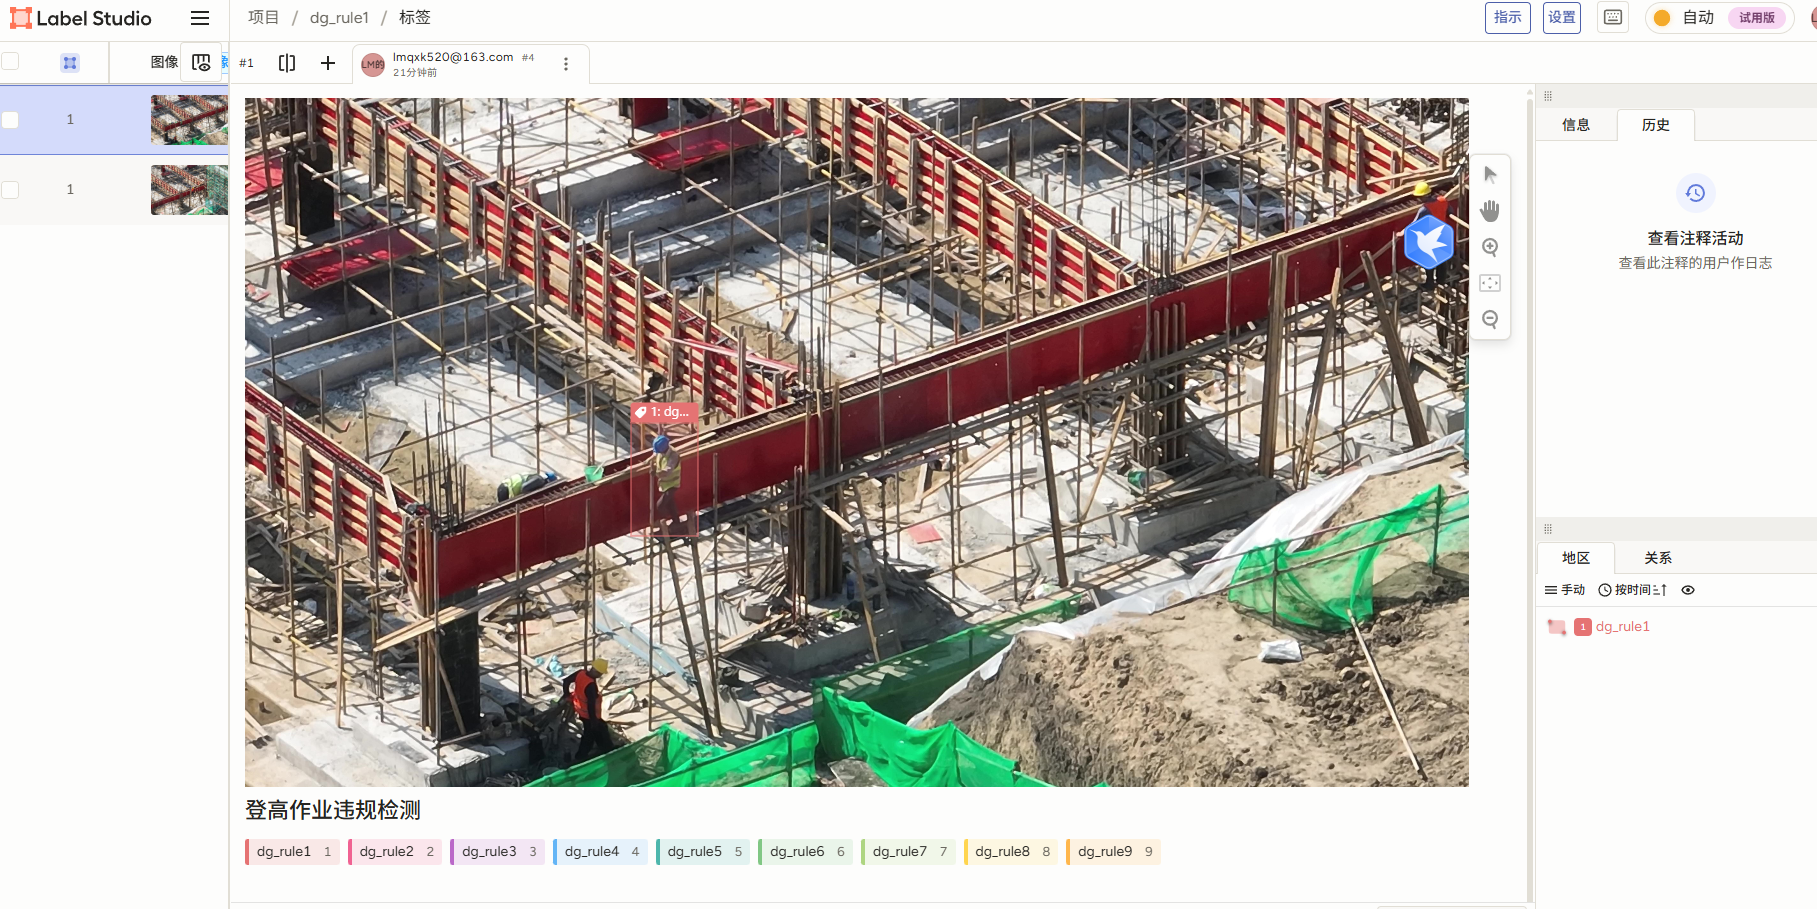 Label Studio
项目 / dg_rule1 / 标签
指示
设置
自动
试用版
图像
#1
LM的
lmqxk520@163.com #4
21分钟前
信息
历史
查看注释活动
查看此注释的用户作日志
1
1
1: dg...
地区
关系
手动
按时间
1 dg_rule1
登高作业违规检测
dg_rule1 1
dg_rule2 2
dg_rule3 3
dg_rule4 4
dg_rule5 5
dg_rule6 6
dg_rule7 7
dg_rule8 8
dg_rule9 9